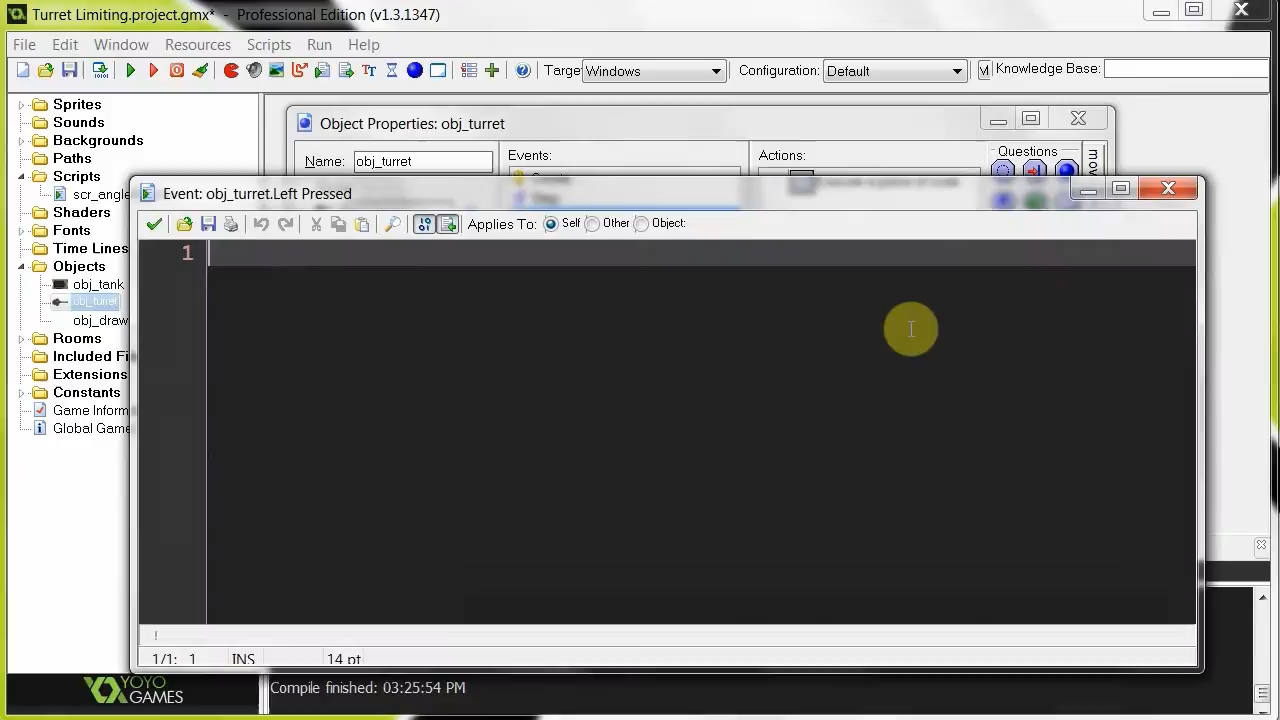 Turret Limiting.project.gmx* - Professional Edition (v1.3.1347)
File Edit Window Resources Scripts Run Help
Target Windows Configuration: Default Knowledge Base:
Sprites
Sounds
Backgrounds
Paths
Scripts
scr_angle
Shaders
Fonts
Time Lines
Objects
obj_tank
obj_turret
obj_draw
Rooms
Included Fi
Extensions
Constants
Game Inform
Global Game
Object Properties: obj_turret
Name: obj_turret
Events:
Actions:
Questions
move
Event: obj_turret.Left Pressed
Applies To: Self Other Object:
1
1/1: 1 INS 14 pt
YOYO
GAMES
Compile finished: 03:25:54 PM